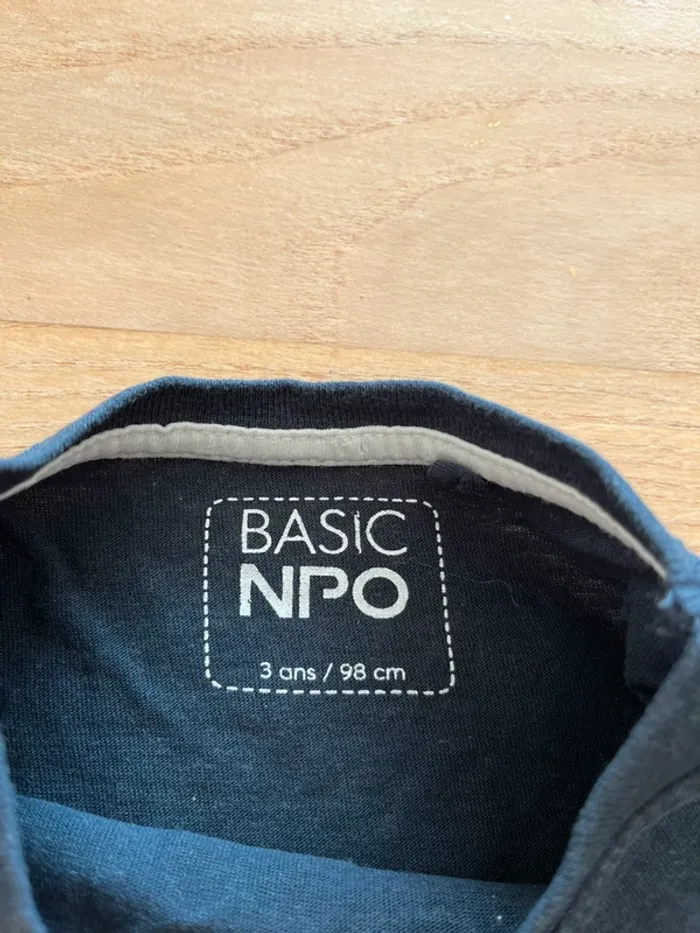 BASIC
NPO
3 ans / 98 cm